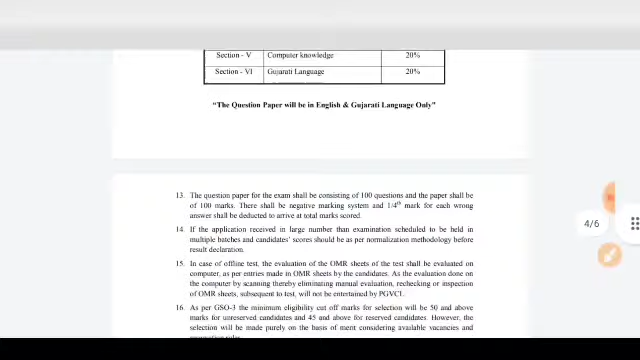 Section - V Computer knowledge 20%
Section - VI Gujarati Language 20%
"The Question Paper will be in English & Gujarati Language Only"
13. The question paper for the exam shall be consisting of 100 questions and the paper shall be
of 100 marks. There shall be negative marking system and 1/4th mark for each wrong
answer shall be deducted to arrive at total marks scored.
14. If the application received in large number than examination scheduled to be held in
multiple batches and candidates' scores should be as per normalization methodology before
result declaration.
4/6
15. In case of offline test, the evaluation of the OMR sheets of the test shall be evaluated on
computer, as per entries made in OMR sheets by the candidates. As the evaluation done on
the computer by scanning thereby eliminating manual evaluation, rechecking or inspection
of OMR sheets, subsequent to test, will not be entertained by PGVCL.
16. As per GSO-3 the minimum eligibility cut off marks for selection will be 50 and above
marks for unreserved candidates and 45 and above for reserved candidates. However, the
selection will be made purely on the basis of merit considering available vacancies and